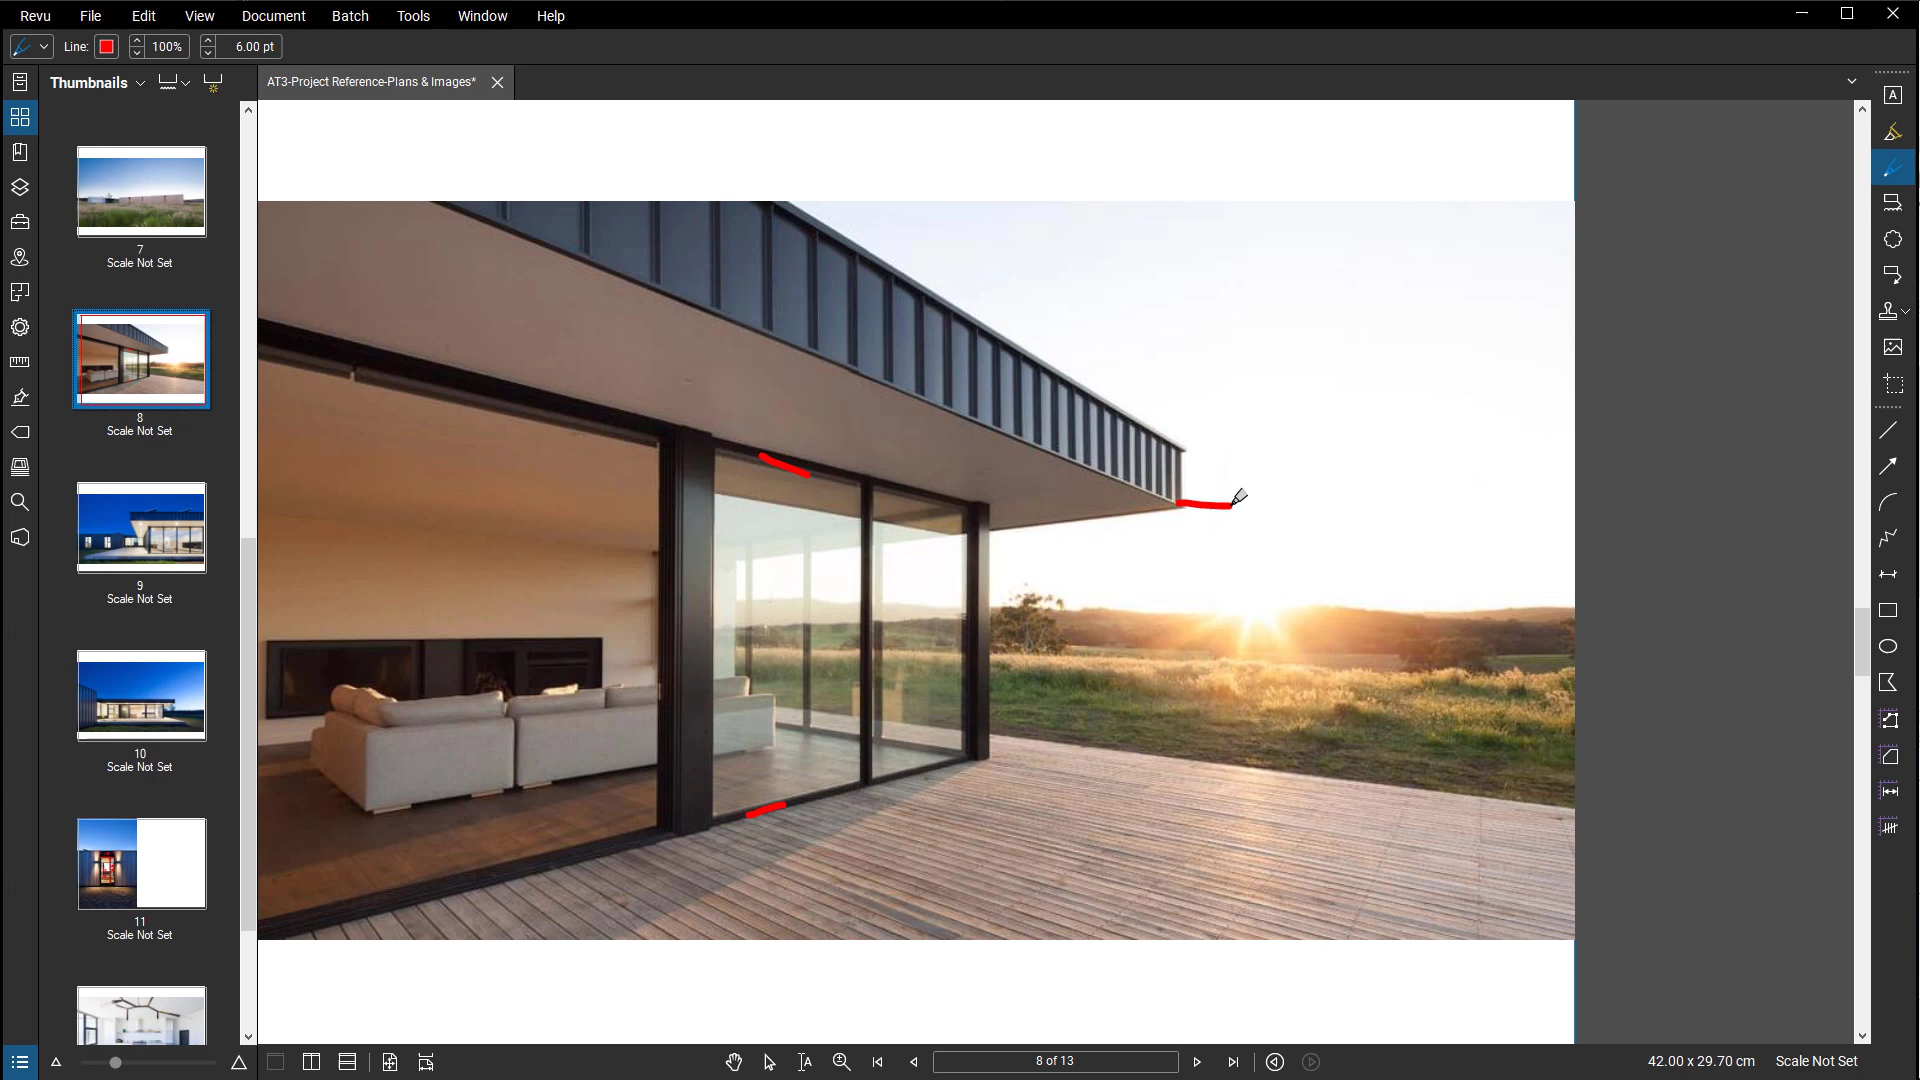 Revu File Edit View Document Batch Tools Window Help
Line: 100% 6.00 pt
Thumbnails
AT3-Project Reference-Plans & Images*
7
Scale Not Set
8
Scale Not Set
9
Scale Not Set
10
Scale Not Set
11
Scale Not Set
8 of 13
42.00 x 29.70 cm Scale Not Set